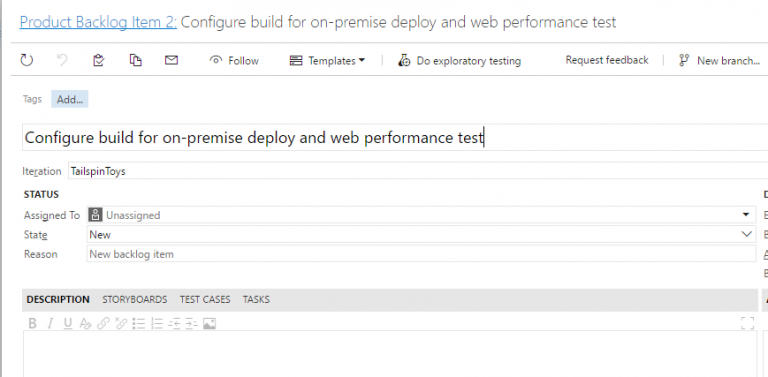 Product Backlog Item 2: Configure build for on-premise deploy and web performance test
Follow Templates Do exploratory testing Request feedback New branch...
Tags Add...
Configure build for on-premise deploy and web performance test
Iteration TailspinToys
STATUS
Assigned To Unassigned
State New
Reason New backlog item
DESCRIPTION STORYBOARDS TEST CASES TASKS
B I U